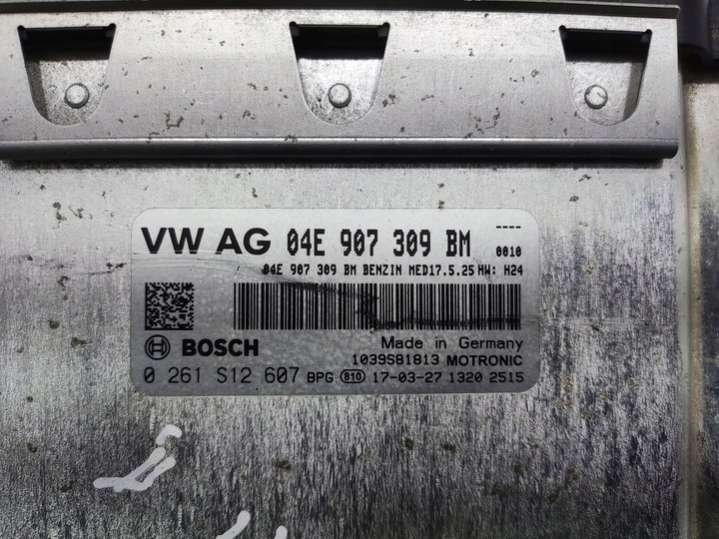 VW AG 04E 907 309 BM ----
0010
04E 907 309 BM BENZIN MED17.5.25 HW: H24
BOSCH Made in Germany
1039S81813 MOTRONIC
0 261 S12 607 BPG 810 17-03-27 1320 2515